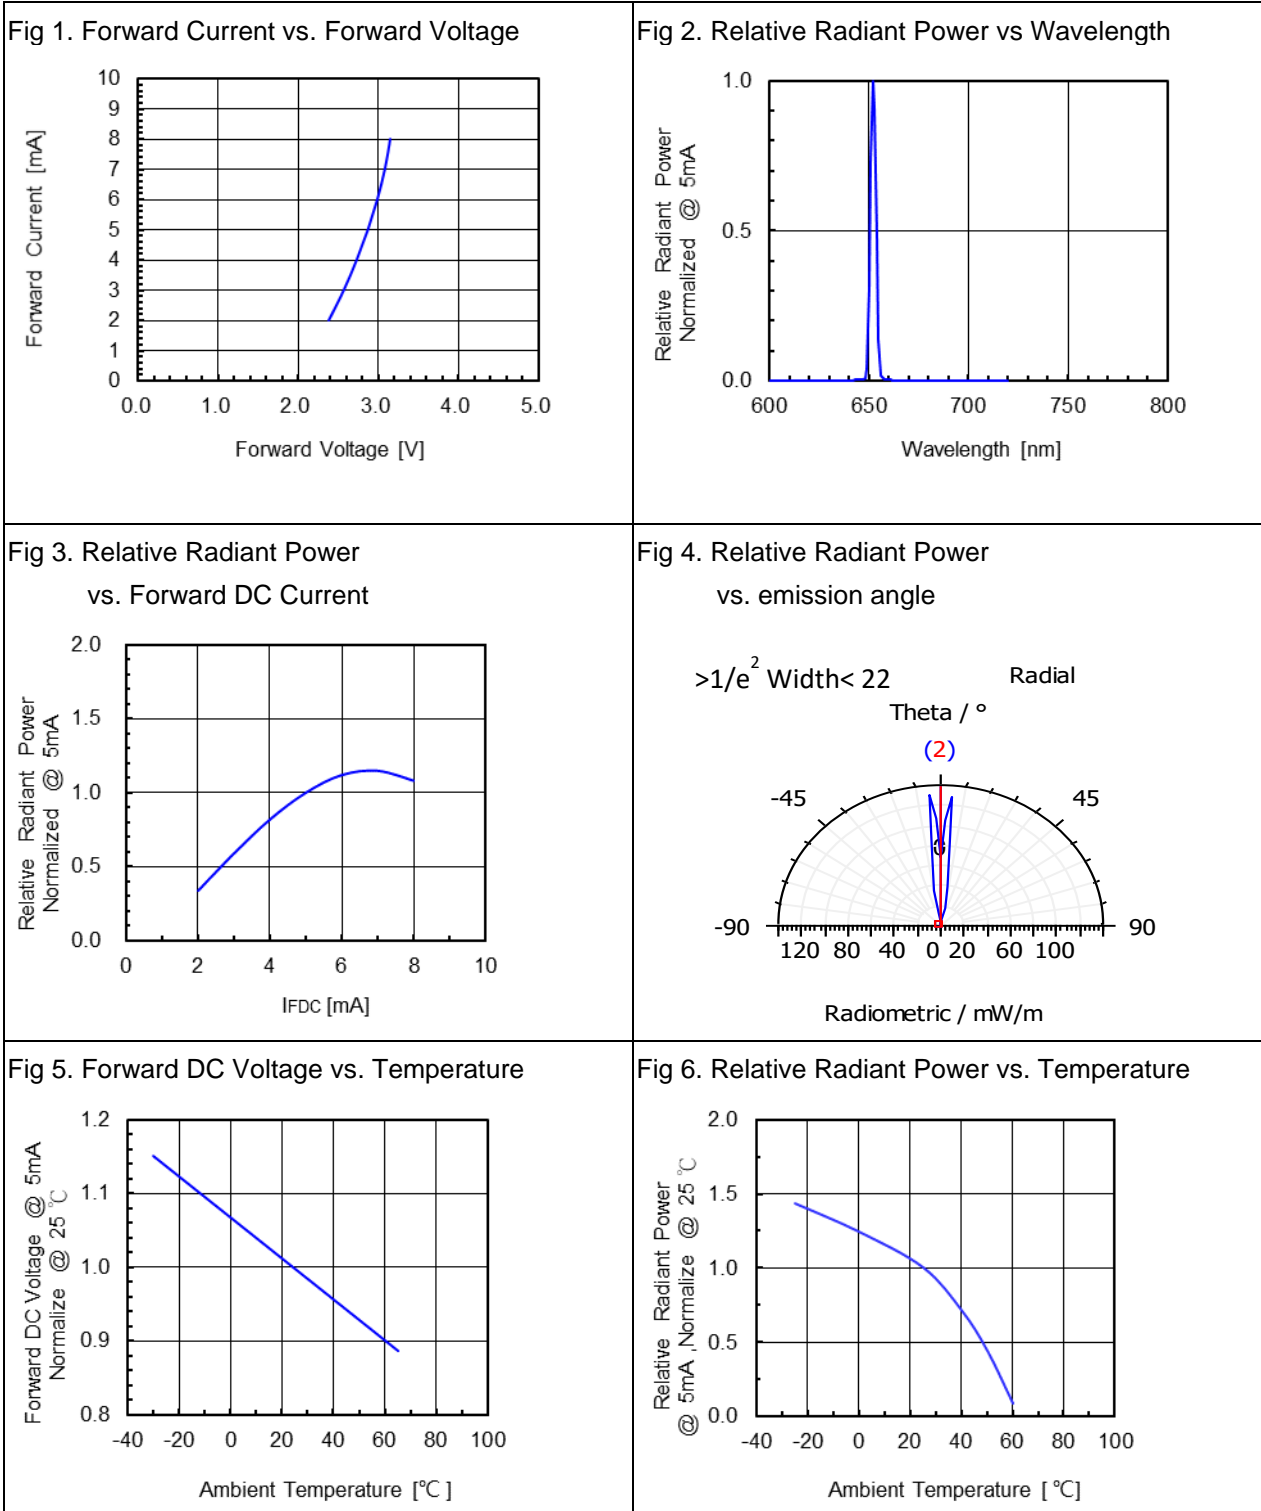 Fig 1. Forward Current vs. Forward Voltage
Forward Current [mA]
10
9
8
7
6
5
4
3
2
1
0
0.0 1.0 2.0 3.0 4.0 5.0
Forward Voltage [V]
Fig 2. Relative Radiant Power vs Wavelength
Relative Radiant Power
Normalized @ 5mA
1.0
0.5
0.0
600 650 700 750 800
Wavelength [nm]
Fig 3. Relative Radiant Power
vs. Forward DC Current
Relative Radiant Power
Normalized @ 5mA
2.0
1.5
1.0
0.5
0.0
0 2 4 6 8 10
IFDC [mA]
Fig 4. Relative Radiant Power
vs. emission angle
>1/e² Width< 22
Radial
Theta / °
(2)
-45 45
-90 90
120 80 40 0 20 60 100
Radiometric / mW/m
Fig 5. Forward DC Voltage vs. Temperature
Forward DC Voltage @ 5mA
Normalize @ 25 ℃
1.2
1.1
1.0
0.9
0.8
-40 -20 0 20 40 60 80 100
Ambient Temperature [℃ ]
Fig 6. Relative Radiant Power vs. Temperature
Relative Radiant Power
@ 5mA ,Normalize @ 25 ℃
2.0
1.5
1.0
0.5
0.0
-40 -20 0 20 40 60 80 100
Ambient Temperature [ ℃]